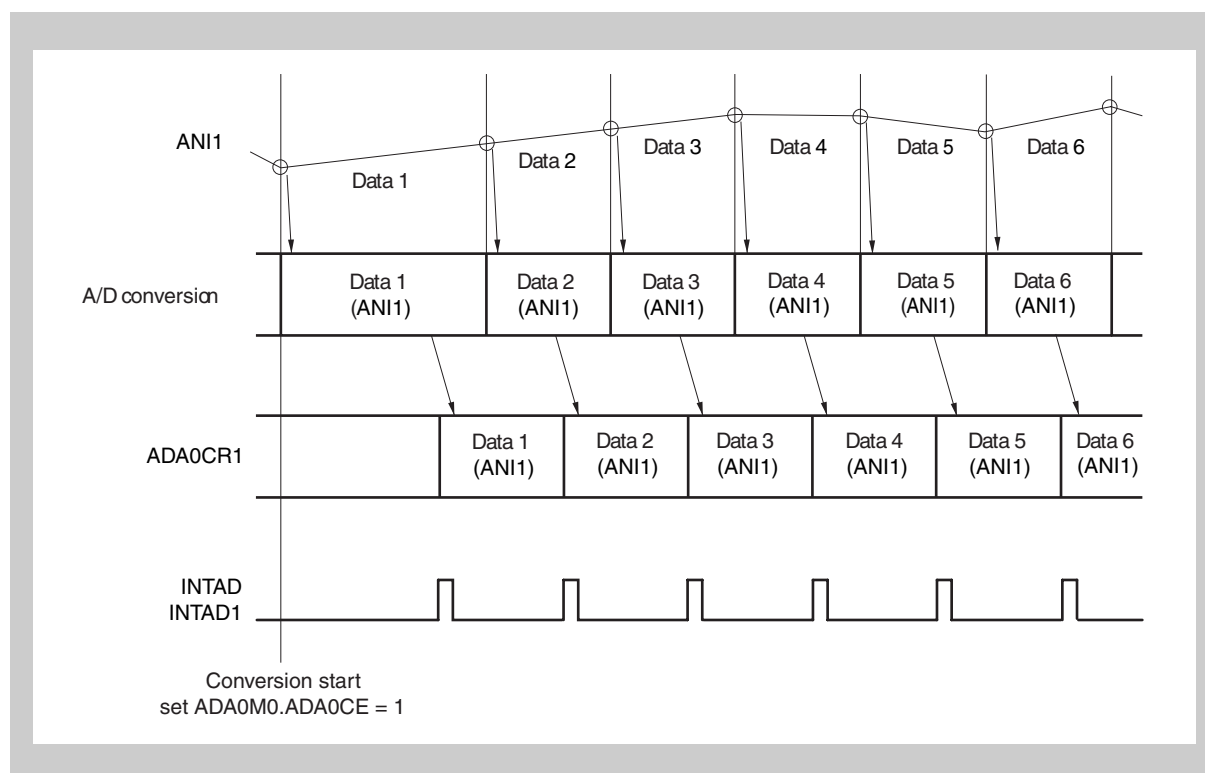 ANI1
Data 1
Data 2
Data 3
Data 4
Data 5
Data 6
A/D conversion
Data 1
(ANI1)
Data 2
(ANI1)
Data 3
(ANI1)
Data 4
(ANI1)
Data 5
(ANI1)
Data 6
(ANI1)
ADA0CR1
Data 1
(ANI1)
Data 2
(ANI1)
Data 3
(ANI1)
Data 4
(ANI1)
Data 5
(ANI1)
Data 6
(ANI1)
INTAD
INTAD1
Conversion start
set ADA0M0.ADA0CE = 1